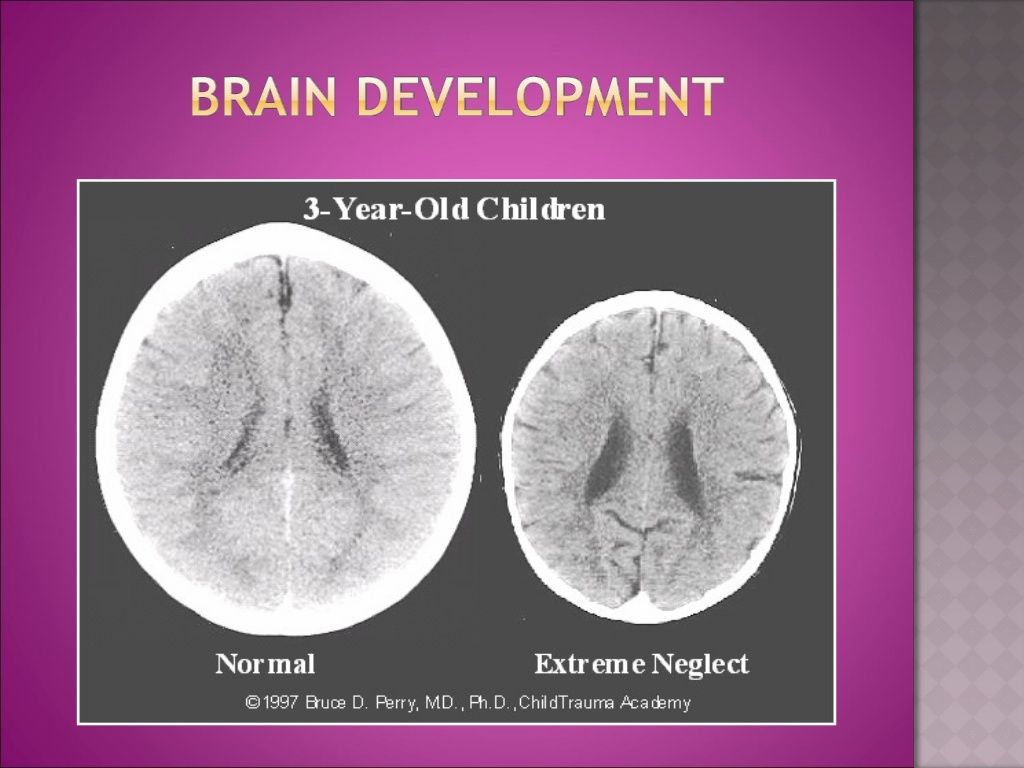 BRAIN DEVELOPMENT
3-Year-Old Children
Normal Extreme Neglect
©1997 Bruce D. Perry, M.D., Ph.D., ChildTrauma Academy